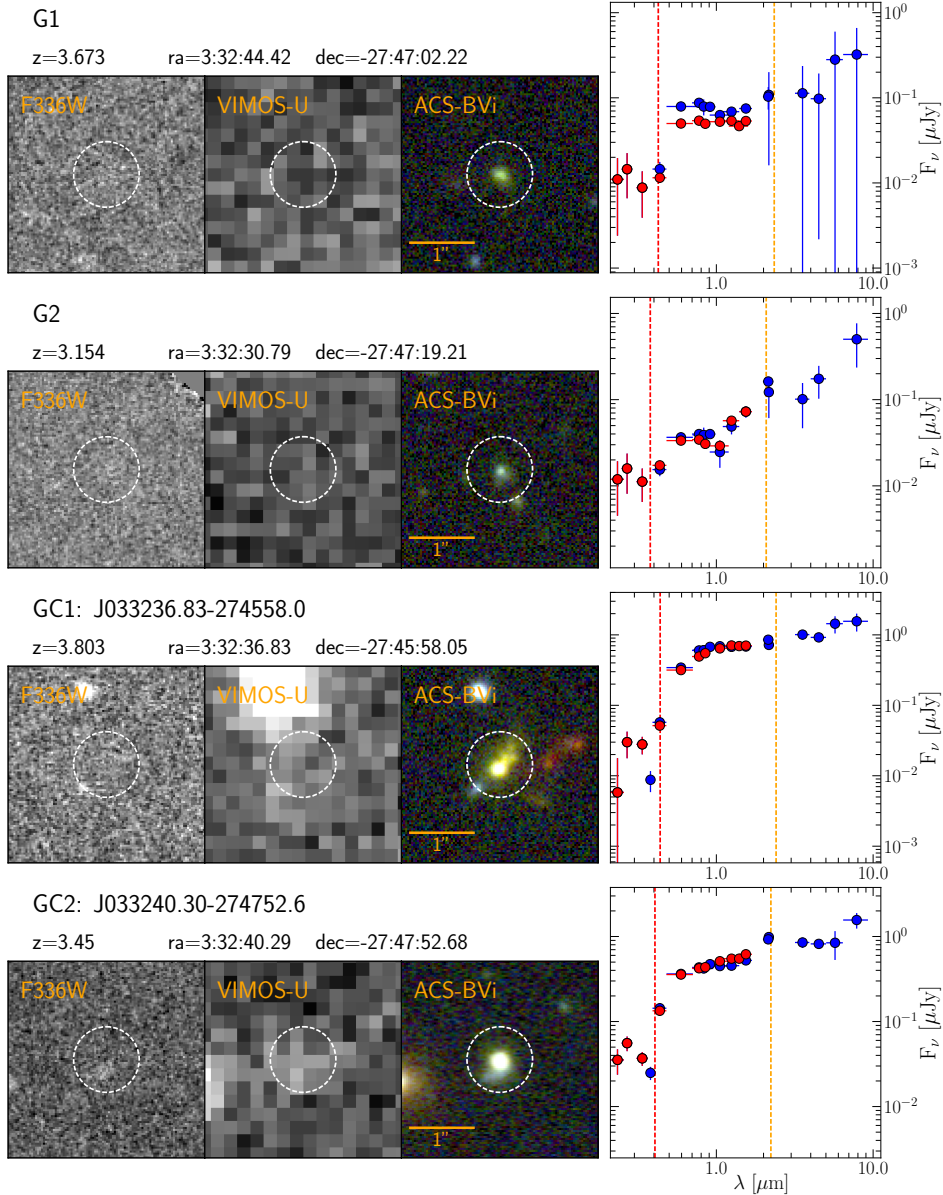 G1
z=3.673 ra=3:32:44.42 dec=-27:47:02.22
F336W VIMOS-U ACS-BVi
1"
10⁰
10⁻¹
10⁻²
10⁻³
F_ν [μJy]
1.0 10.0
G2
z=3.154 ra=3:32:30.79 dec=-27:47:19.21
F336W VIMOS-U ACS-BVi
1"
10⁰
10⁻¹
10⁻²
F_ν [μJy]
1.0 10.0
GC1: J033236.83-274558.0
z=3.803 ra=3:32:36.83 dec=-27:45:58.05
F336W VIMOS-U ACS-BVi
1"
10⁰
10⁻¹
10⁻²
10⁻³
F_ν [μJy]
1.0 10.0
GC2: J033240.30-274752.6
z=3.45 ra=3:32:40.29 dec=-27:47:52.68
F336W VIMOS-U ACS-BVi
1"
10⁰
10⁻¹
10⁻²
F_ν [μJy]
1.0 10.0
λ [μm]